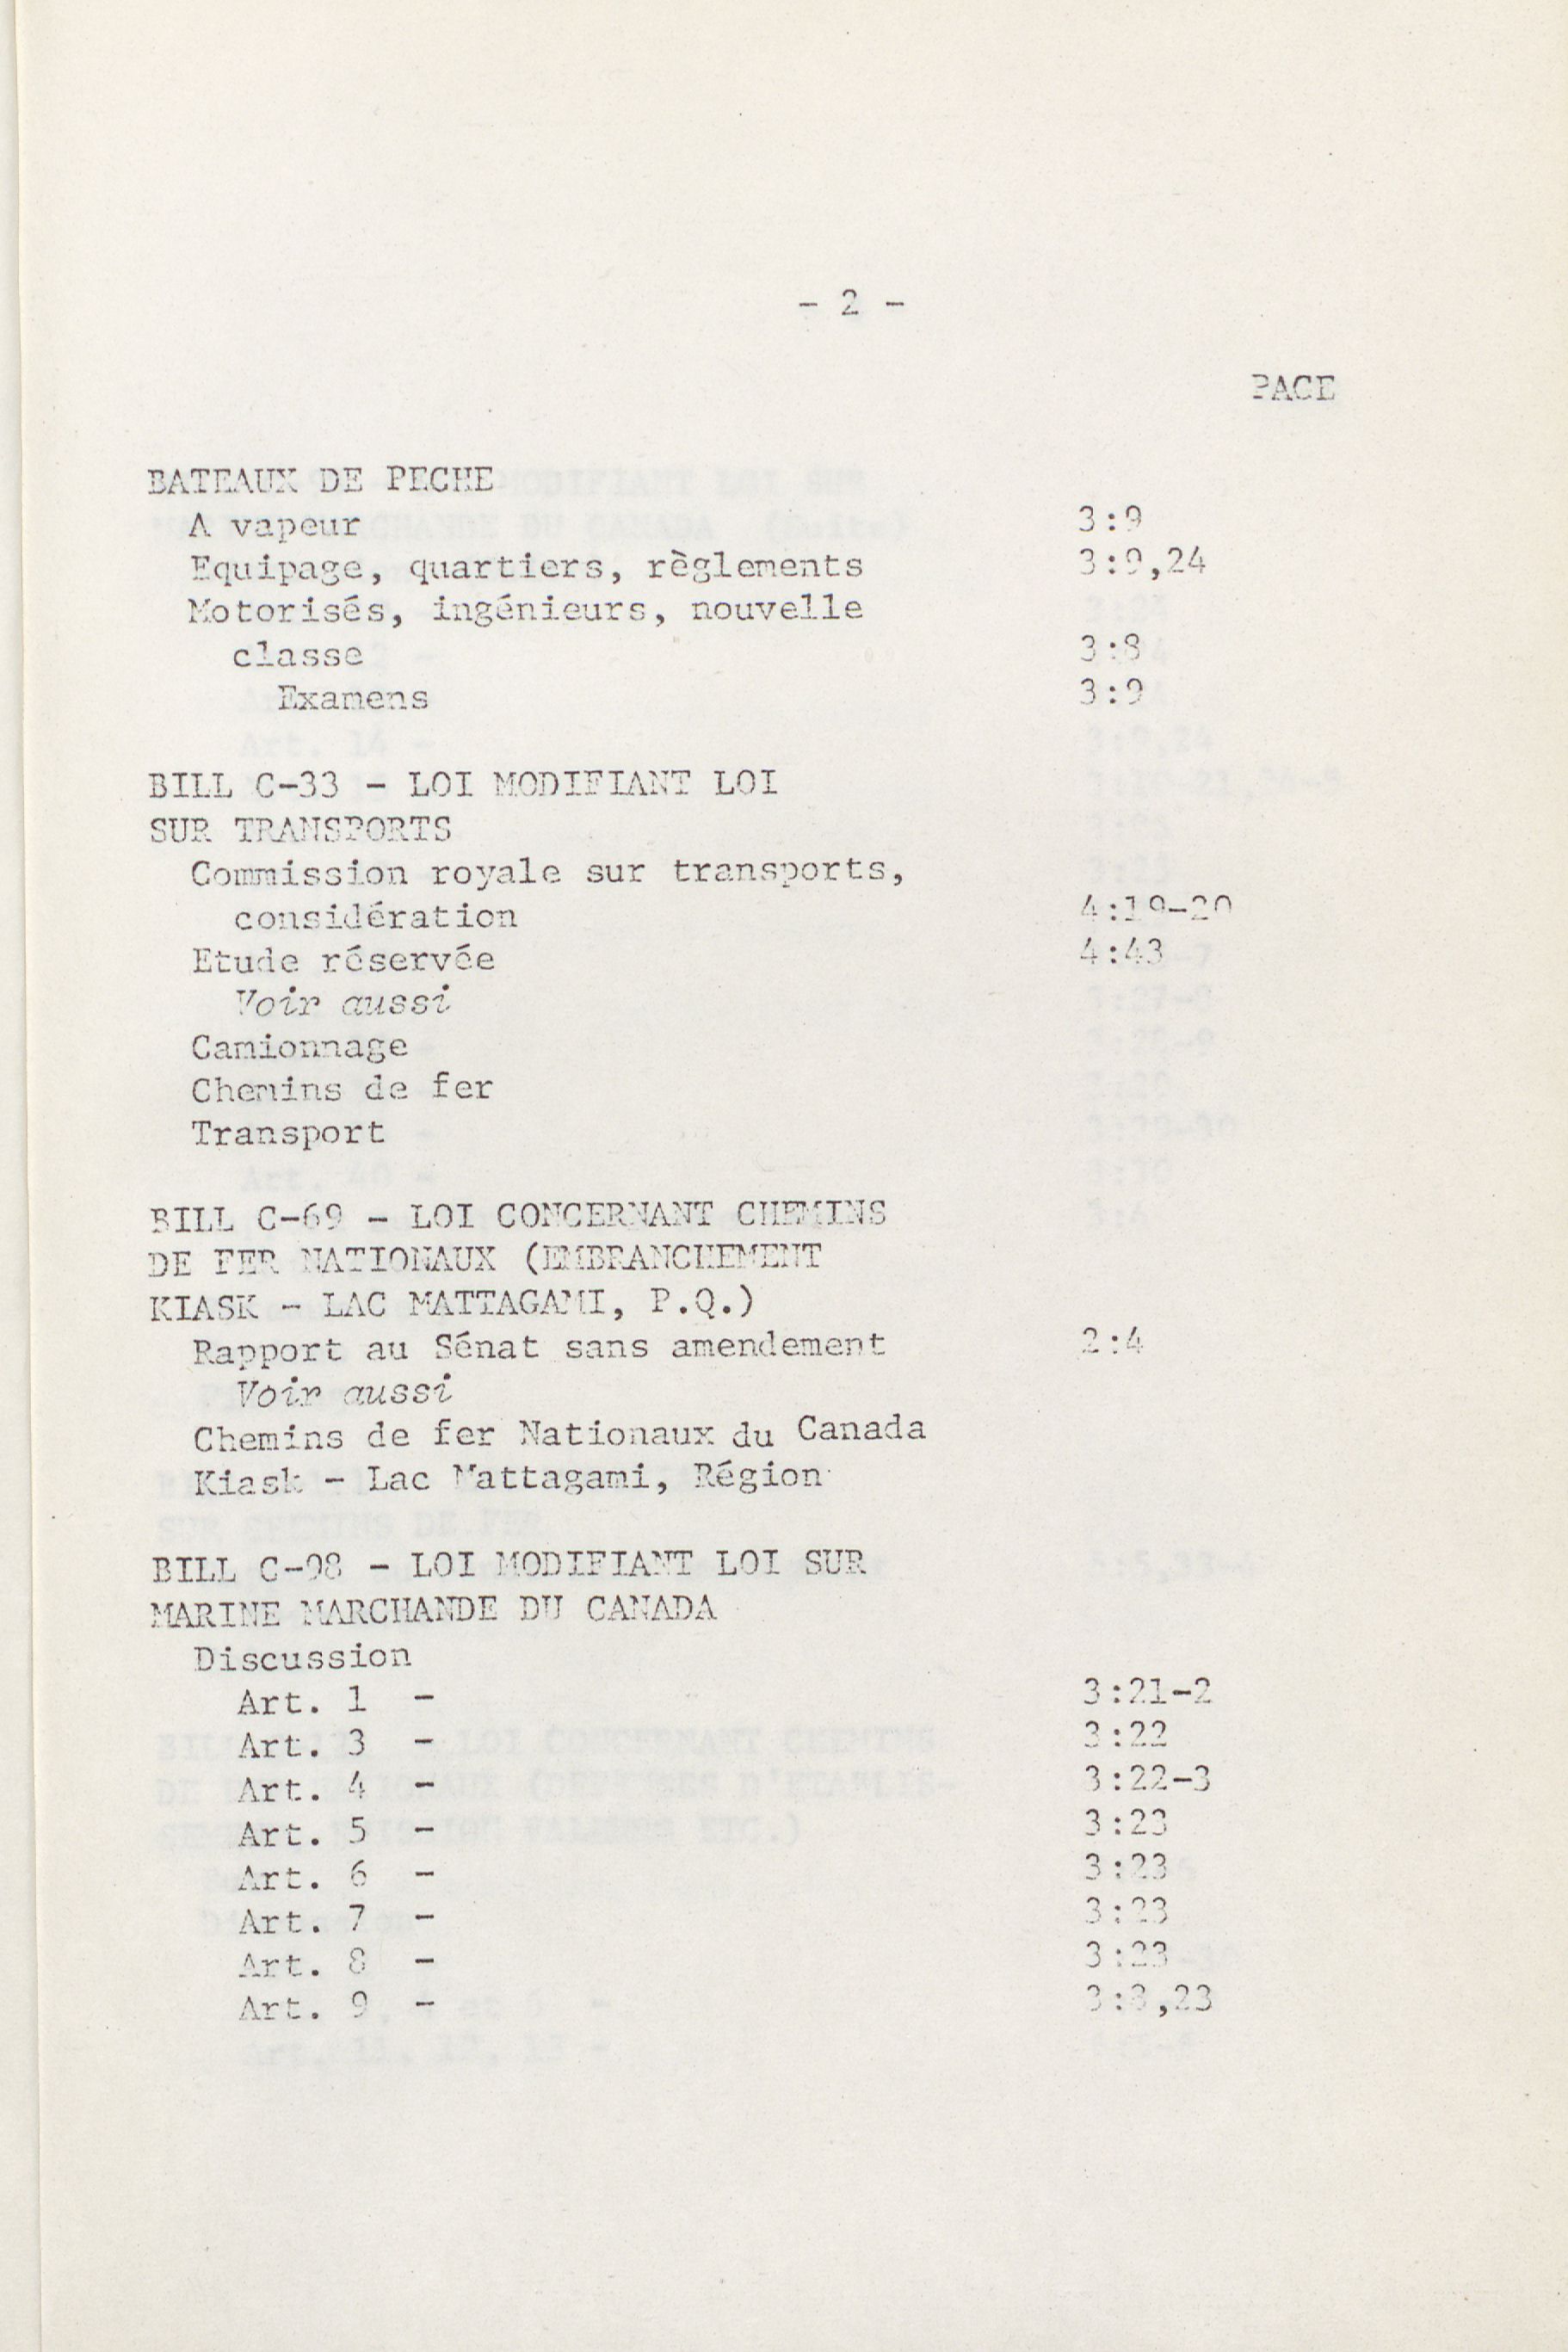 - 2 -
PAGE
BATEAUX DE PECHE
A vapeur 3:9
Equipage, quartiers, règlements 3:9,24
Motorisés, ingénieurs, nouvelle
classe 3:8
Examens 3:9
BILL C-33 - LOI MODIFIANT LOI
SUR TRANSPORTS
Commission royale sur transports,
considération 4:19-20
Etude réservée 4:43
Voir aussi
Camionnage
Chemins de fer
Transport
BILL C-69 - LOI CONCERNANT CHEMINS
DE FER NATIONAUX (EMBRANCHEMENT
KIASK - LAC MATTAGAMI, P.Q.)
Rapport au Sénat sans amendement 2:4
Voir aussi
Chemins de fer Nationaux du Canada
Kiask - Lac Mattagami, Région
BILL C-98 - LOI MODIFIANT LOI SUR
MARINE MARCHANDE DU CANADA
Discussion
Art. 1 - 3:21-2
Art. 3 - 3:22
Art. 4 - 3:22-3
Art. 5 - 3:23
Art. 6 - 3:23
Art. 7 - 3:23
Art. 8 - 3:23
Art. 9 - 3:8,23